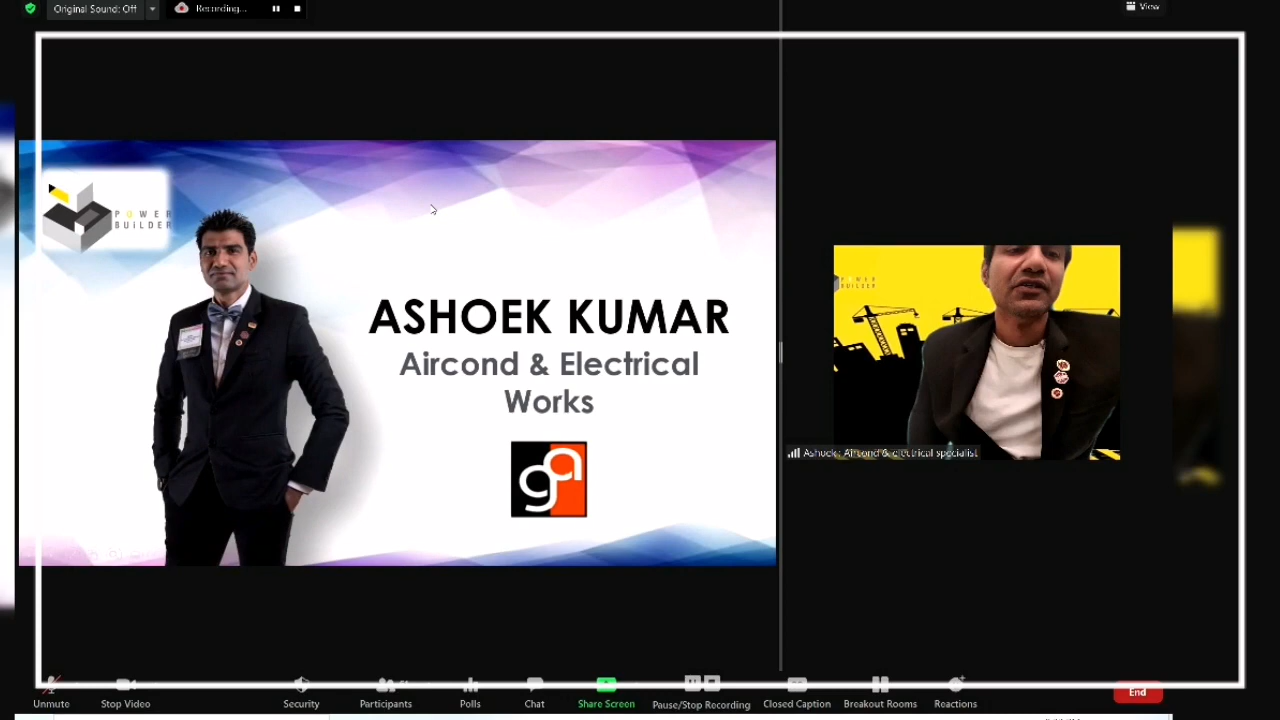 Original Sound: Off
Recording...
View
POWER
BUILDER
ASHOEK KUMAR
Aircond & Electrical
Works
ga
POWER
BUILDER
Ashoek: Aircond & electrical specialist
Unmute
Stop Video
Security
Participants
Polls
Chat
Share Screen
Pause/Stop Recording
Closed Caption
Breakout Rooms
Reactions
End